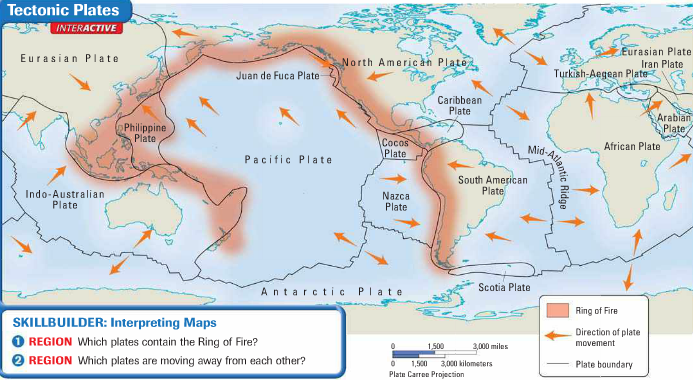 Tectonic Plates
INTERACTIVE
Eurasian Plate
Juan de Fuca Plate
North American Plate
Eurasian Plate
Iran Plate
Turkish-Aegean Plate
Caribbean
Plate
Arabian
Plate
Philippine
Plate
Cocos
Plate
African Plate
Pacific Plate
Mid-Atlantic Ridge
South American
Plate
Indo-Australian
Plate
Nazca
Plate
Antarctic Plate
Scotia Plate
SKILLBUILDER: Interpreting Maps
1 REGION Which plates contain the Ring of Fire?
2 REGION Which plates are moving away from each other?
0 1,500 3,000 miles
0 1,500 3,000 kilometers
Plate Carree Projection
Ring of Fire
Direction of plate
movement
Plate boundary